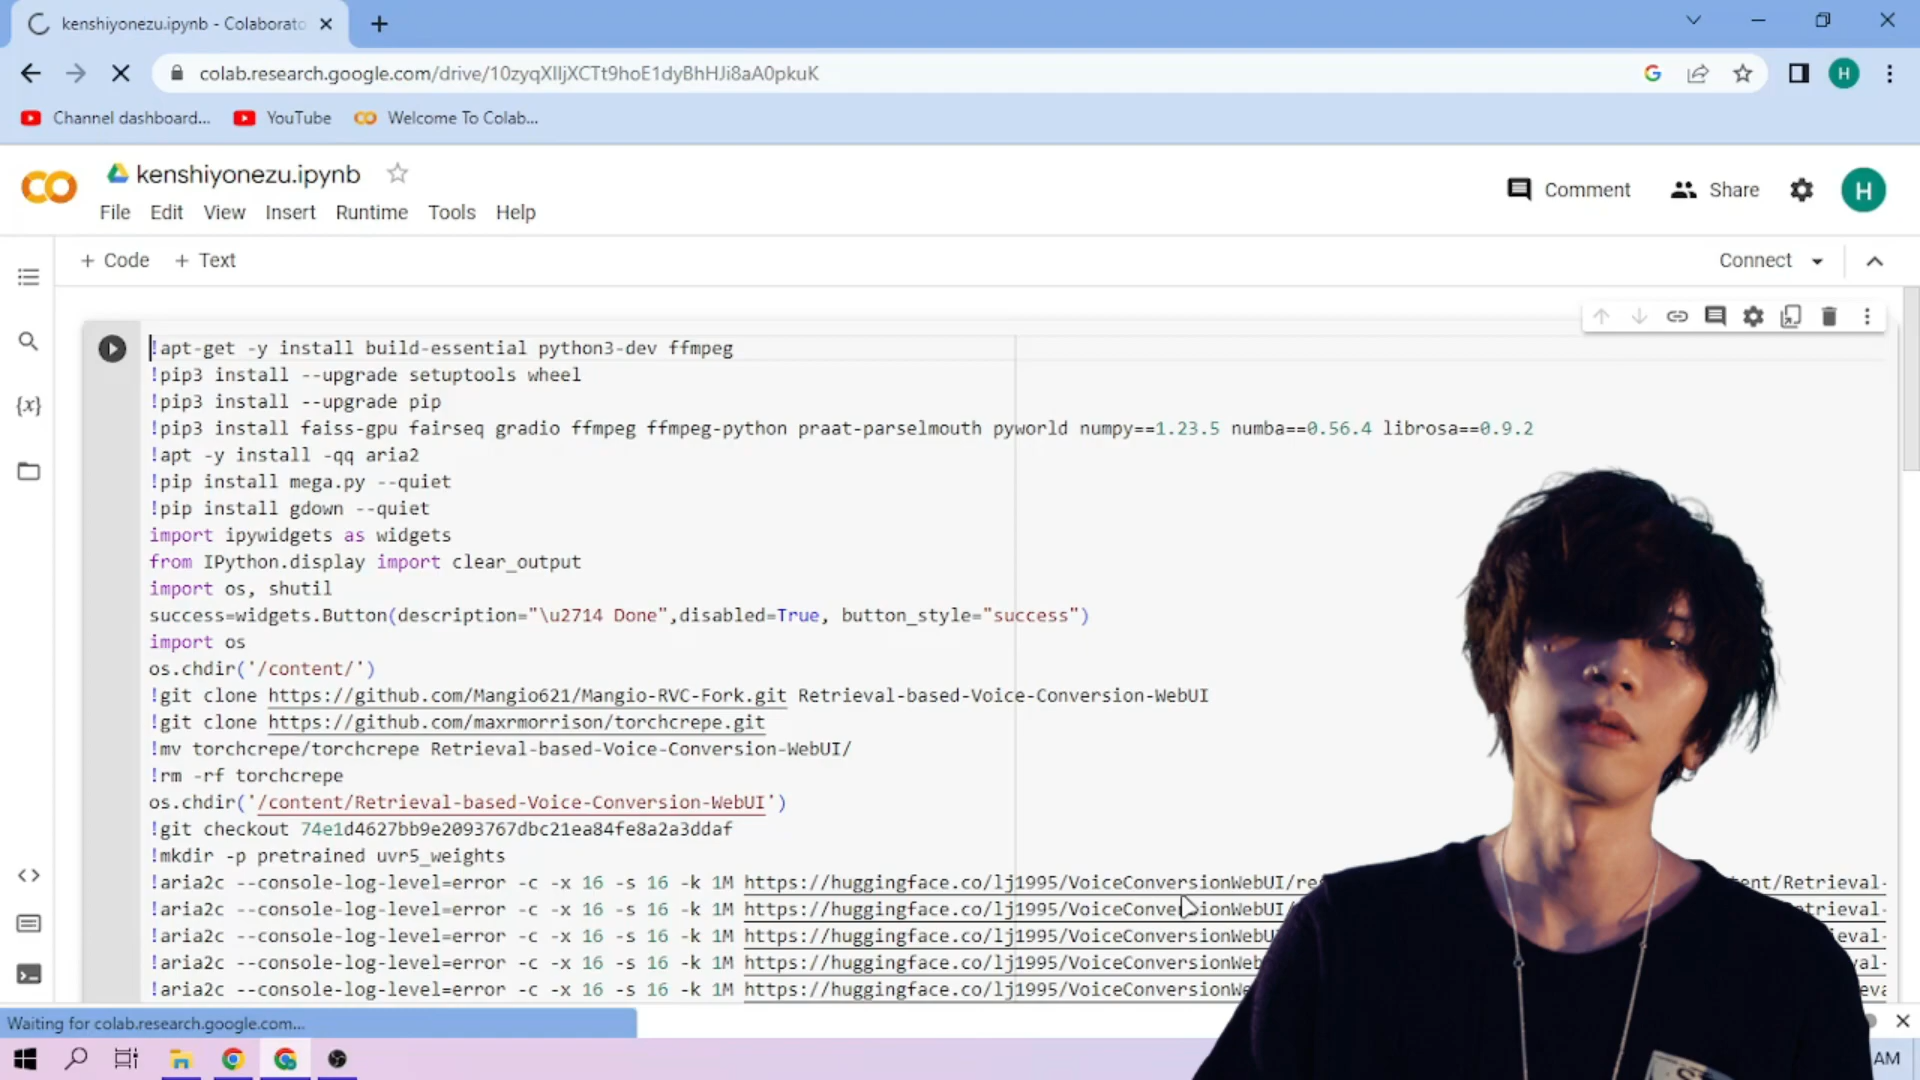 kenshiyonezu.ipynb - Colaborato
colab.research.google.com/drive/10zyqXIIjXCTt9hoE1dyBhHJi8aA0pkuK
H
Channel dashboard...
YouTube
Welcome To Colab...
kenshiyonezu.ipynb
Comment
Share
H
File Edit View Insert Runtime Tools Help
+ Code + Text
Connect
!apt-get -y install build-essential python3-dev ffmpeg
!pip3 install --upgrade setuptools wheel
!pip3 install --upgrade pip
!pip3 install faiss-gpu fairseq gradio ffmpeg ffmpeg-python praat-parselmouth pyworld numpy==1.23.5 numba==0.56.4 librosa==0.9.2
!apt -y install -qq aria2
!pip install mega.py --quiet
!pip install gdown --quiet
import ipywidgets as widgets
from IPython.display import clear_output
import os, shutil
success=widgets.Button(description="\u2714 Done",disabled=True, button_style="success")
import os
os.chdir('/content/')
!git clone https://github.com/Mangio621/Mangio-RVC-Fork.git Retrieval-based-Voice-Conversion-WebUI
!git clone https://github.com/maxrmorrison/torchcrepe.git
!mv torchcrepe/torchcrepe Retrieval-based-Voice-Conversion-WebUI/
!rm -rf torchcrepe
os.chdir('/content/Retrieval-based-Voice-Conversion-WebUI')
!git checkout 74e1d4627bb9e2093767dbc21ea84fe8a2a3ddaf
!mkdir -p pretrained uvr5_weights
!aria2c --console-log-level=error -c -x 16 -s 16 -k 1M https://huggingface.co/lj1995/VoiceConversionWebUI/re tent/Retrieval-
!aria2c --console-log-level=error -c -x 16 -s 16 -k 1M https://huggingface.co/lj1995/VoiceConversionWebUI/ etrieval-
!aria2c --console-log-level=error -c -x 16 -s 16 -k 1M https://huggingface.co/lj1995/VoiceConversionWebU ieval-
!aria2c --console-log-level=error -c -x 16 -s 16 -k 1M https://huggingface.co/lj1995/VoiceConversionWeb val-
!aria2c --console-log-level=error -c -x 16 -s 16 -k 1M https://huggingface.co/lj1995/VoiceConversionWe eva
Waiting for colab.research.google.com...
AM